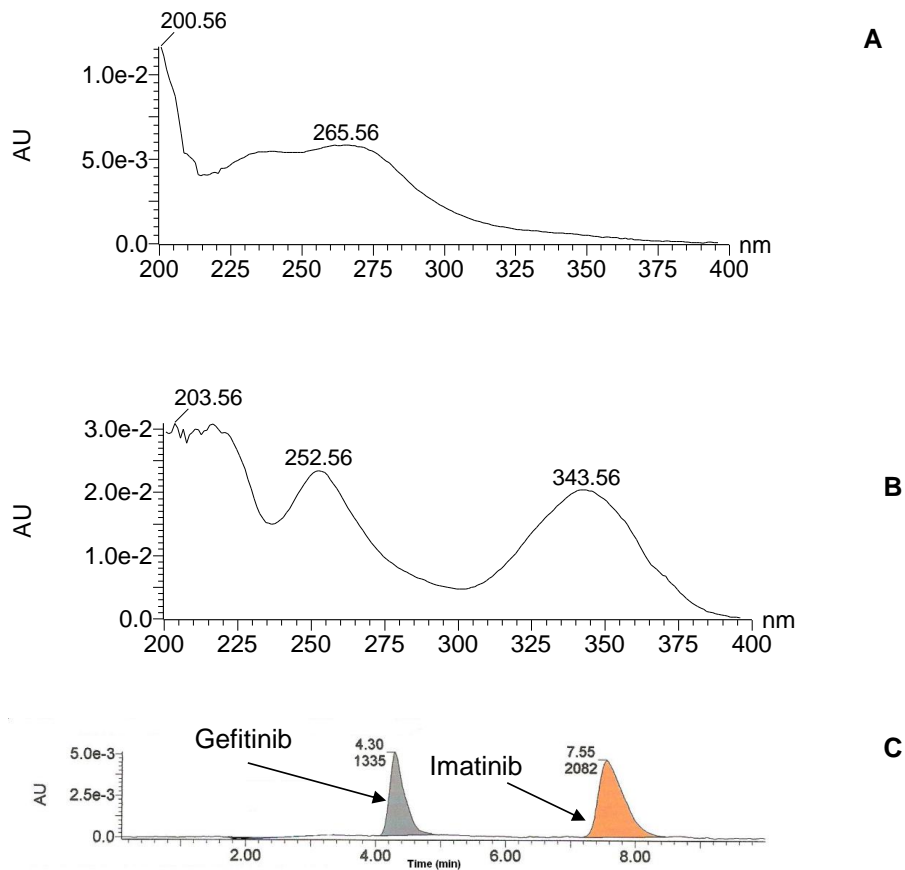 200.56
A
1.0e-2
265.56
AU
5.0e-3
0.0
nm
200 225 250 275 300 325 350 375 400
203.56
3.0e-2
252.56
343.56
2.0e-2
B
AU
1.0e-2
0.0
nm
200 225 250 275 300 325 350 375 400
Gefitinib
C
5.0e-3
4.30
1335
Imatinib
7.55
2082
AU
2.5e-3
0.0
2.00 4.00 6.00 8.00
Time (min)